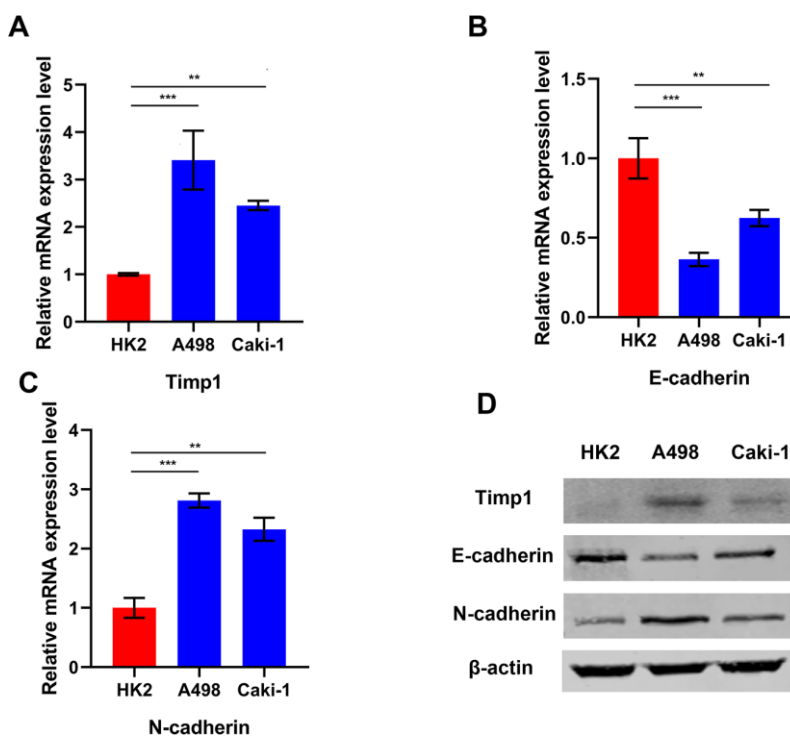 A
Relative mRNA expression level
5
4
3
2
1
0
**
***
HK2 A498 Caki-1
Timp1
B
Relative mRNA expression level
1.5
1.0
0.5
0.0
**
***
HK2 A498 Caki-1
E-cadherin
C
Relative mRNA expression level
4
3
2
1
0
**
***
HK2 A498 Caki-1
N-cadherin
D
HK2 A498 Caki-1
Timp1
E-cadherin
N-cadherin
β-actin